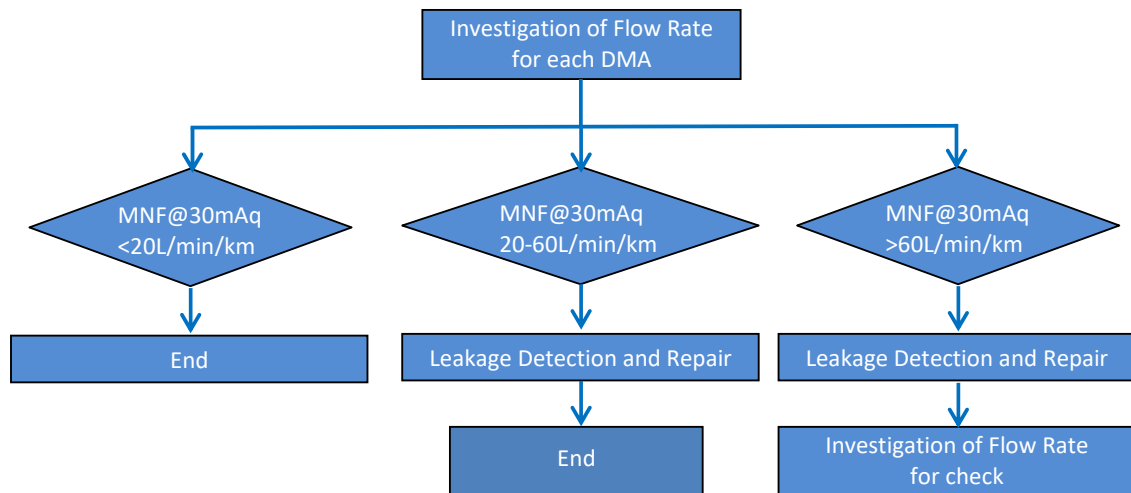 Investigation of Flow Rate
for each DMA
MNF@30mAq
<20L/min/km
MNF@30mAq
20-60L/min/km
MNF@30mAq
>60L/min/km
End
Leakage Detection and Repair
Leakage Detection and Repair
End
Investigation of Flow Rate
for check